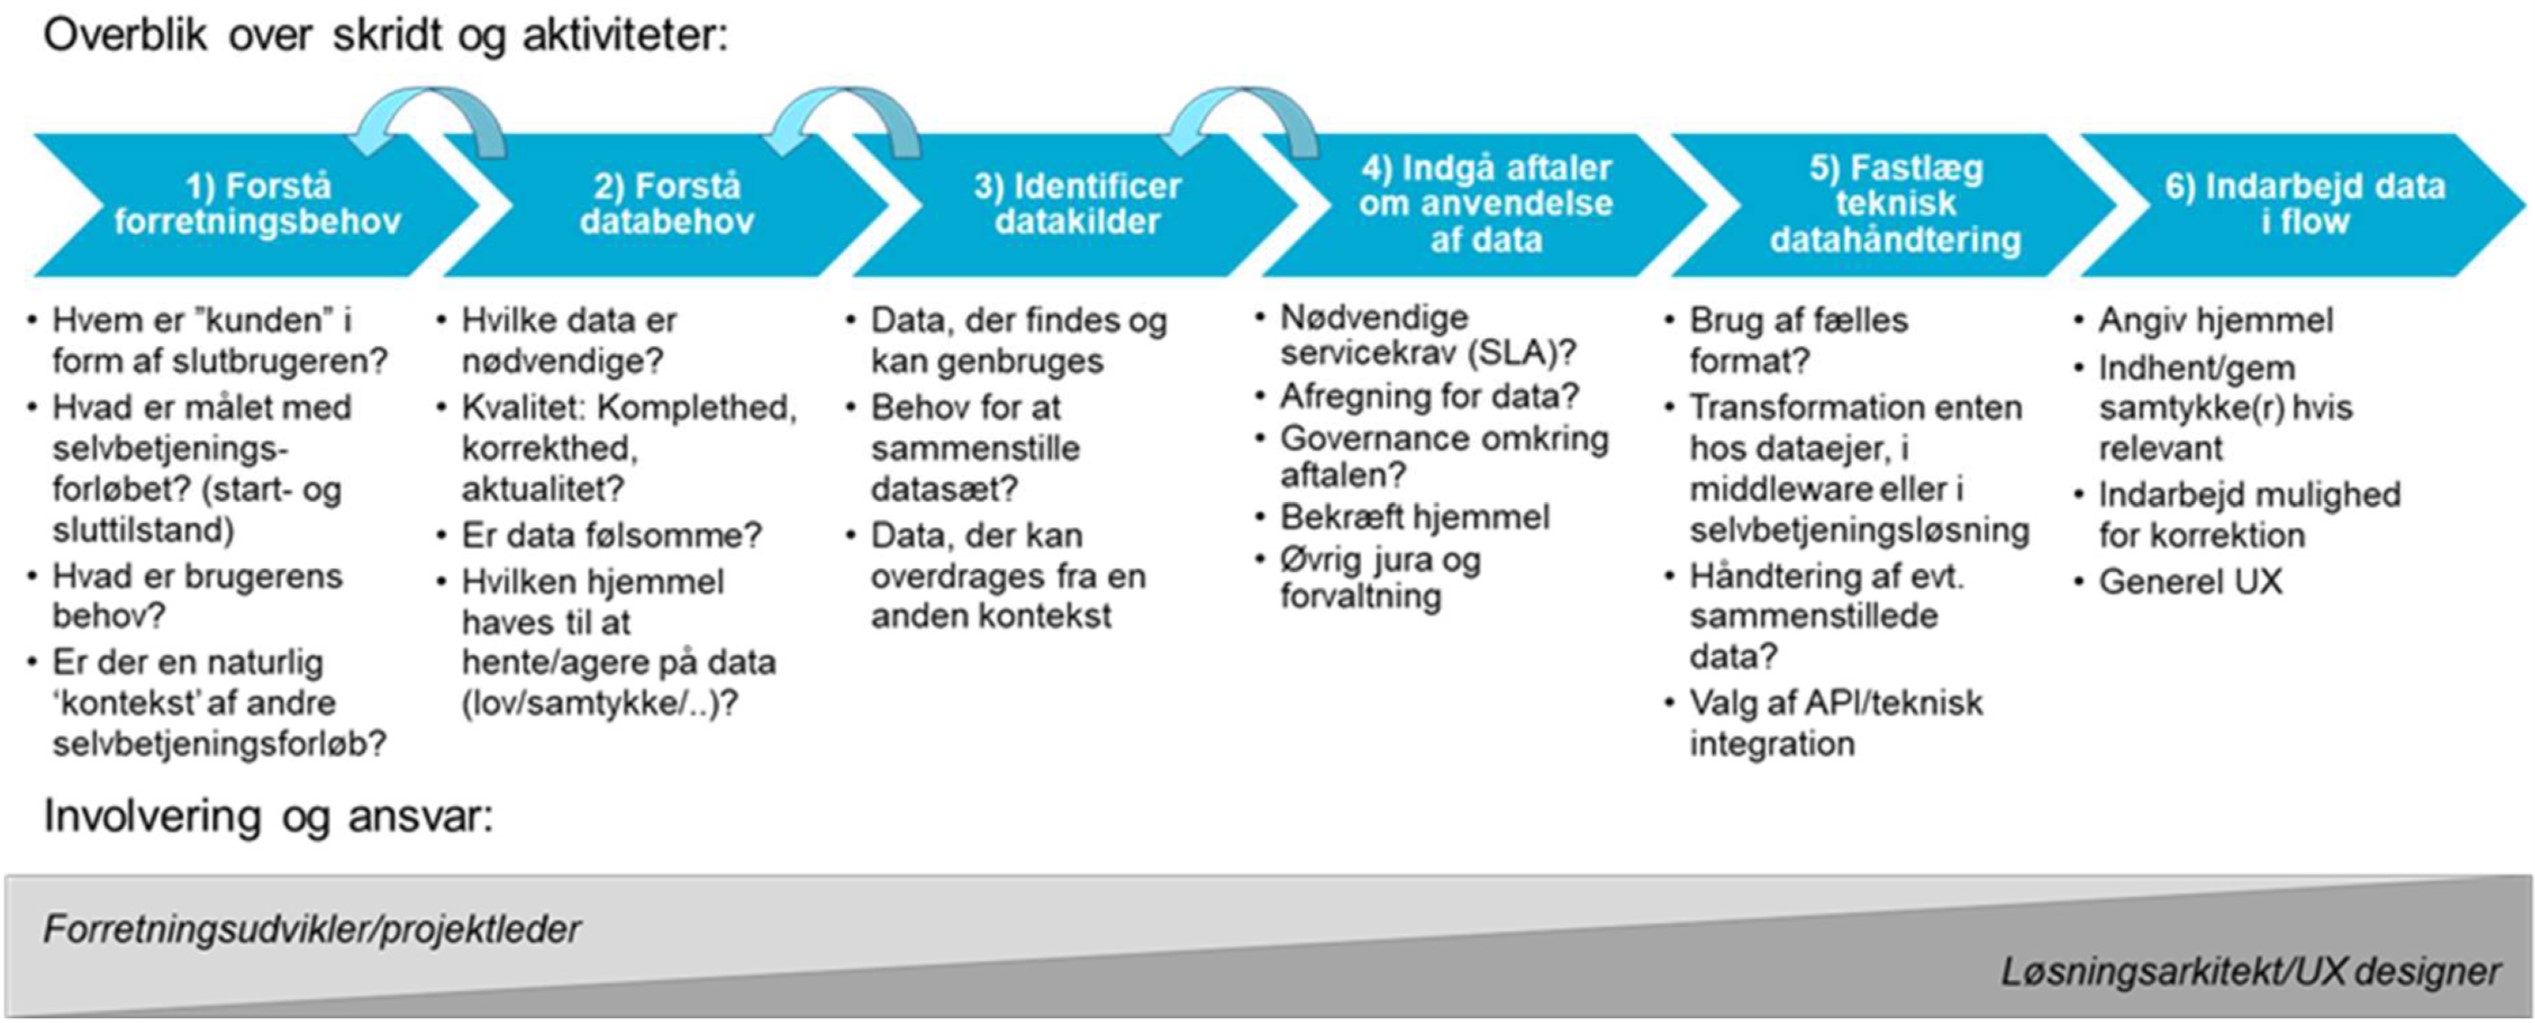 Overblik over skridt og aktiviteter:
1) Forstå
forretningsbehov
2) Forstå
databehov
3) Identificer
datakilder
4) Indgå aftaler
om anvendelse
af data
5) Fastlæg
teknisk
datahåndtering
6) Indarbejd data
i flow
• Hvem er ”kunden” i
form af slutbrugeren?
• Hvad er målet med
selvbetjenings-
forløbet? (start- og
sluttilstand)
• Hvad er brugerens
behov?
• Er der en naturlig
‘kontekst’ af andre
selvbetjeningsforløb?
• Hvilke data er
nødvendige?
• Kvalitet: Komplethed,
korrekthed,
aktualitet?
• Er data følsomme?
• Hvilken hjemmel
haves til at
hente/agere på data
(lov/samtykke/..)?
• Data, der findes og
kan genbruges
• Behov for at
sammenstille
datasæt?
• Data, der kan
overdrages fra en
anden kontekst
• Nødvendige
servicekrav (SLA)?
• Afregning for data?
• Governance omkring
aftalen?
• Bekræft hjemmel
• Øvrig jura og
forvaltning
• Brug af fælles
format?
• Transformation enten
hos dataejer, i
middleware eller i
selvbetjeningsløsning
• Håndtering af evt.
sammenstillede
data?
• Valg af API/teknisk
integration
• Angiv hjemmel
• Indhent/gem
samtykke(r) hvis
relevant
• Indarbejd mulighed
for korrektion
• Generel UX
Involvering og ansvar:
Forretningsudvikler/projektleder
Løsningsarkitekt/UX designer